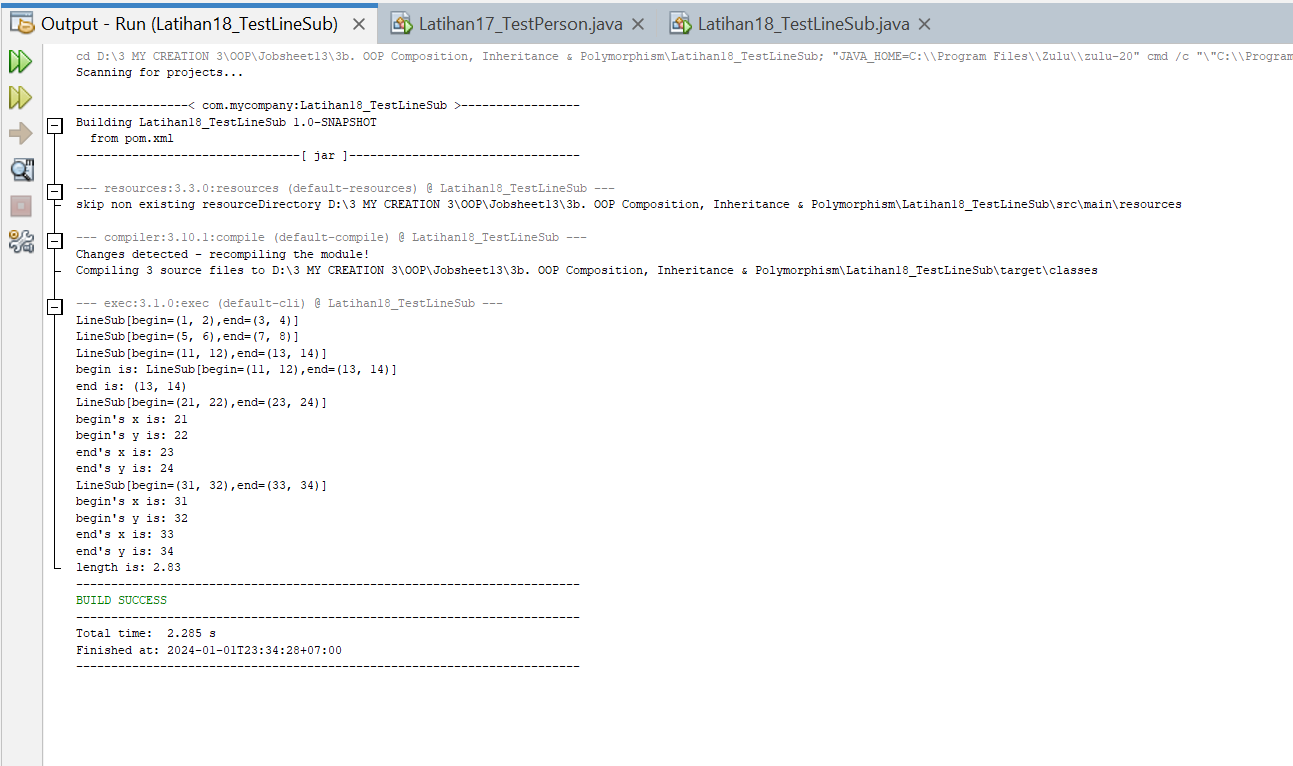 Output - Run (Latihan18_TestLineSub) × Latihan17_TestPerson.java × Latihan18_TestLineSub.java ×
cd D:\3 MY CREATION 3\OOP\Jobsheet13\3b. OOP Composition, Inheritance & Polymorphism\Latihan18_TestLineSub; "JAVA_HOME=C:\\Program Files\\Zulu\\zulu-20" cmd /c "\"C:\\Program
Scanning for projects...
----------------< com.mycompany:Latihan18_TestLineSub >-----------------
Building Latihan18_TestLineSub 1.0-SNAPSHOT
from pom.xml
--------------------------------[ jar ]---------------------------------
--- resources:3.3.0:resources (default-resources) @ Latihan18_TestLineSub ---
skip non existing resourceDirectory D:\3 MY CREATION 3\OOP\Jobsheet13\3b. OOP Composition, Inheritance & Polymorphism\Latihan18_TestLineSub\src\main\resources
--- compiler:3.10.1:compile (default-compile) @ Latihan18_TestLineSub ---
Changes detected - recompiling the module!
Compiling 3 source files to D:\3 MY CREATION 3\OOP\Jobsheet13\3b. OOP Composition, Inheritance & Polymorphism\Latihan18_TestLineSub\target\classes
--- exec:3.1.0:exec (default-cli) @ Latihan18_TestLineSub ---
LineSub[begin=(1, 2),end=(3, 4)]
LineSub[begin=(5, 6),end=(7, 8)]
LineSub[begin=(11, 12),end=(13, 14)]
begin is: LineSub[begin=(11, 12),end=(13, 14)]
end is: (13, 14)
LineSub[begin=(21, 22),end=(23, 24)]
begin's x is: 21
begin's y is: 22
end's x is: 23
end's y is: 24
LineSub[begin=(31, 32),end=(33, 34)]
begin's x is: 31
begin's y is: 32
end's x is: 33
end's y is: 34
length is: 2.83
------------------------------------------------------------------------
BUILD SUCCESS
------------------------------------------------------------------------
Total time:  2.285 s
Finished at: 2024-01-01T23:34:28+07:00
------------------------------------------------------------------------